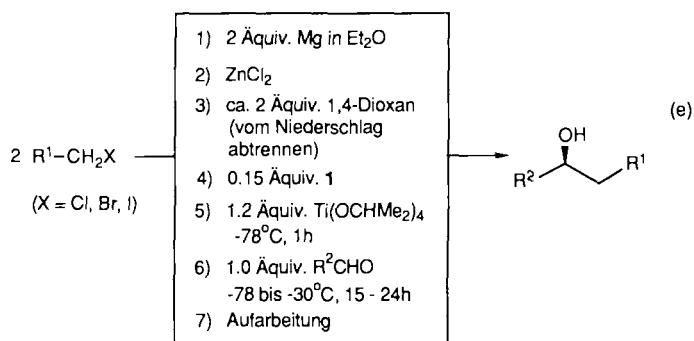 2 R¹−CH₂X
(X = Cl, Br, I)
1) 2 Äquiv. Mg in Et₂O
2) ZnCl₂
3) ca. 2 Äquiv. 1,4-Dioxan
(vom Niederschlag
abtrennen)
4) 0.15 Äquiv. 1
5) 1.2 Äquiv. Ti(OCHMe₂)₄
-78°C, 1h
6) 1.0 Äquiv. R²CHO
-78 bis -30°C, 15 - 24h
7) Aufarbeitung
OH
R²
R¹
(e)